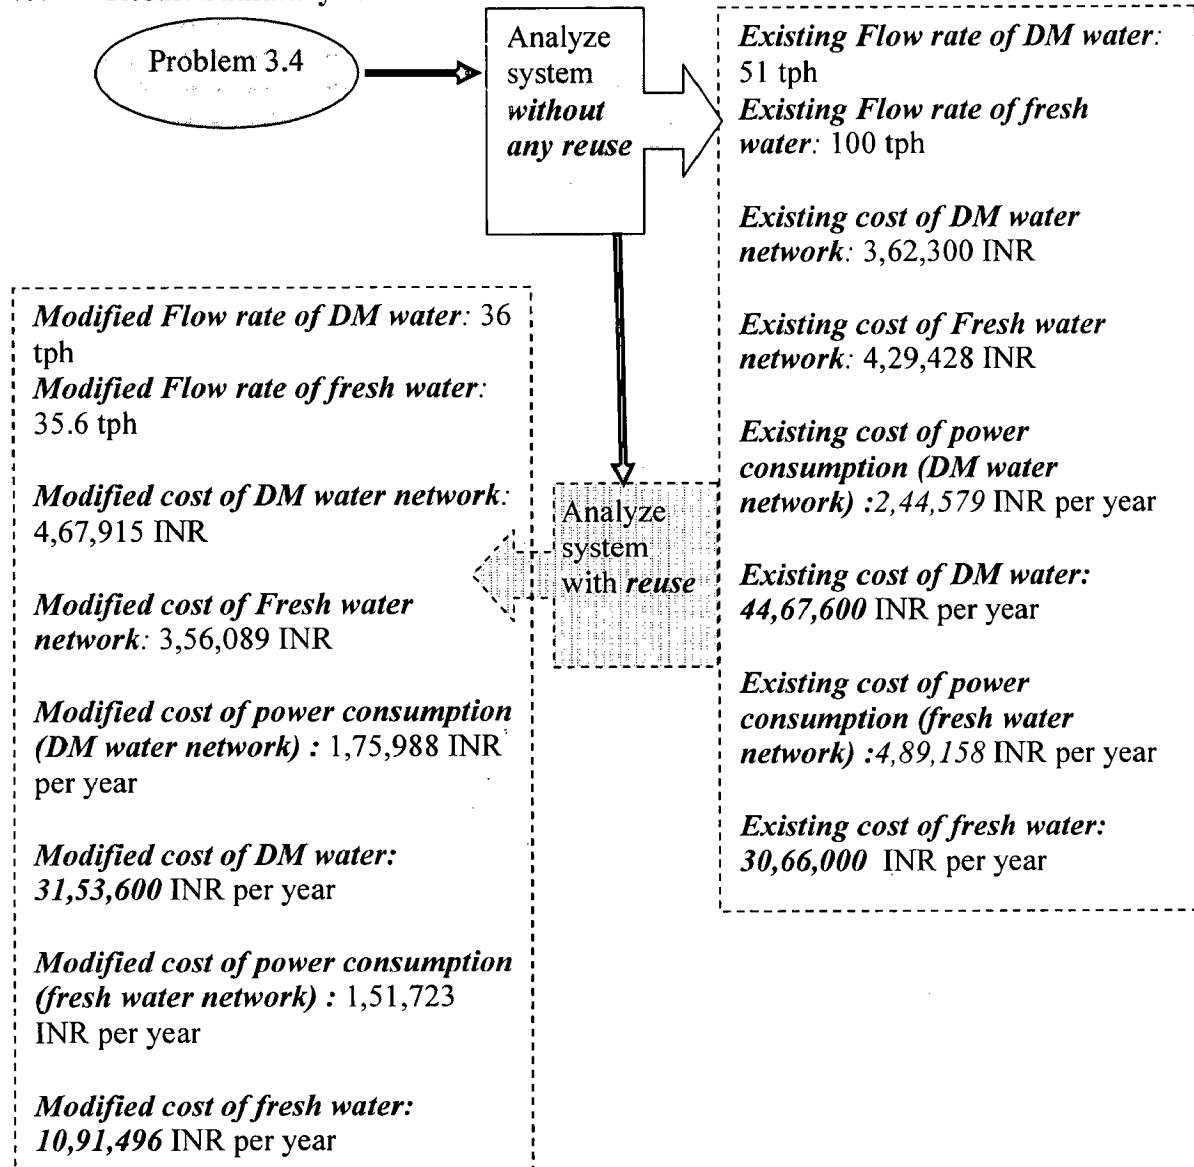 Problem 3.4
Analyze
system
without
any reuse
Existing Flow rate of DM water:
51 tph
Existing Flow rate of fresh
water: 100 tph
Existing cost of DM water
network: 3,62,300 INR
Existing cost of Fresh water
network: 4,29,428 INR
Existing cost of power
consumption (DM water
network) :2,44,579 INR per year
Existing cost of DM water:
44,67,600 INR per year
Existing cost of power
consumption (fresh water
network) :4,89,158 INR per year
Existing cost of fresh water:
30,66,000 INR per year
Analyze
system
with reuse
Modified Flow rate of DM water: 36
tph
Modified Flow rate of fresh water:
35.6 tph
Modified cost of DM water network:
4,67,915 INR
Modified cost of Fresh water
network: 3,56,089 INR
Modified cost of power consumption
(DM water network) : 1,75,988 INR
per year
Modified cost of DM water:
31,53,600 INR per year
Modified cost of power consumption
(fresh water network) : 1,51,723
INR per year
Modified cost of fresh water:
10,91,496 INR per year